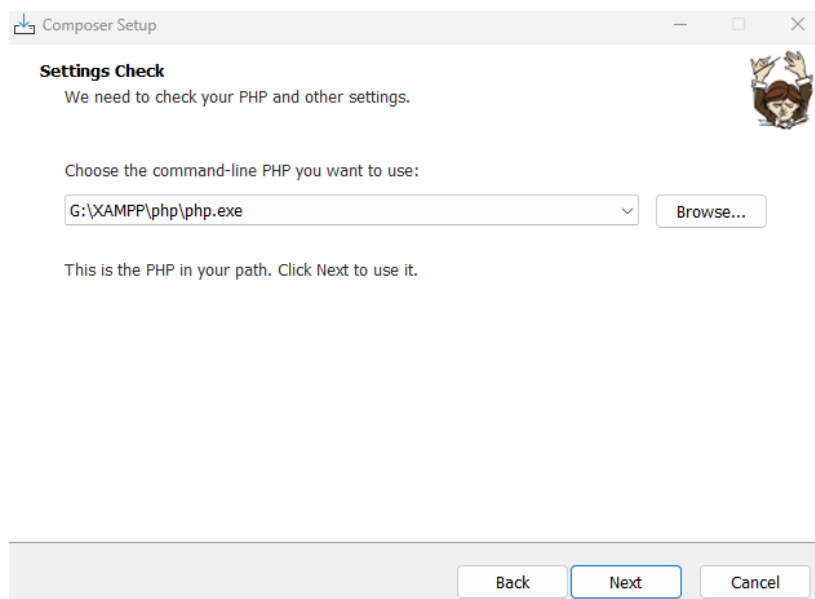 Composer Setup
Settings Check
We need to check your PHP and other settings.
Choose the command-line PHP you want to use:
G:\XAMPP\php\php.exe
Browse...
This is the PHP in your path. Click Next to use it.
Back
Next
Cancel